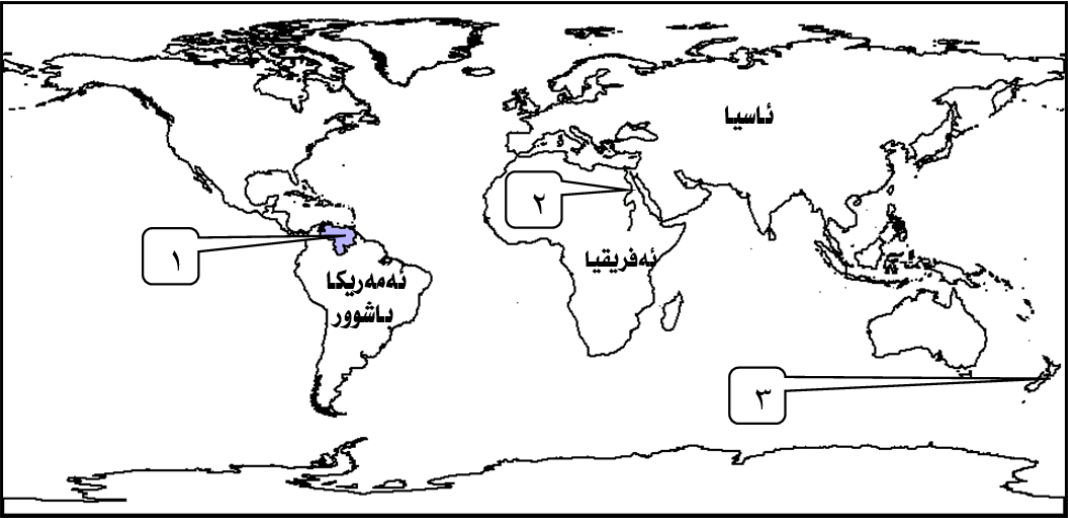 ئاسیا
٢
١
ئەفریقیا
ئەمەریکا
باشوور
٣